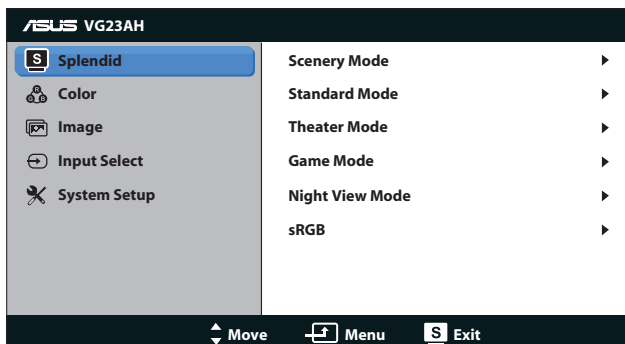 ASUS VG23AH
S Splendid
Color
Image
Input Select
System Setup
Scenery Mode
Standard Mode
Theater Mode
Game Mode
Night View Mode
sRGB
Move Menu S Exit